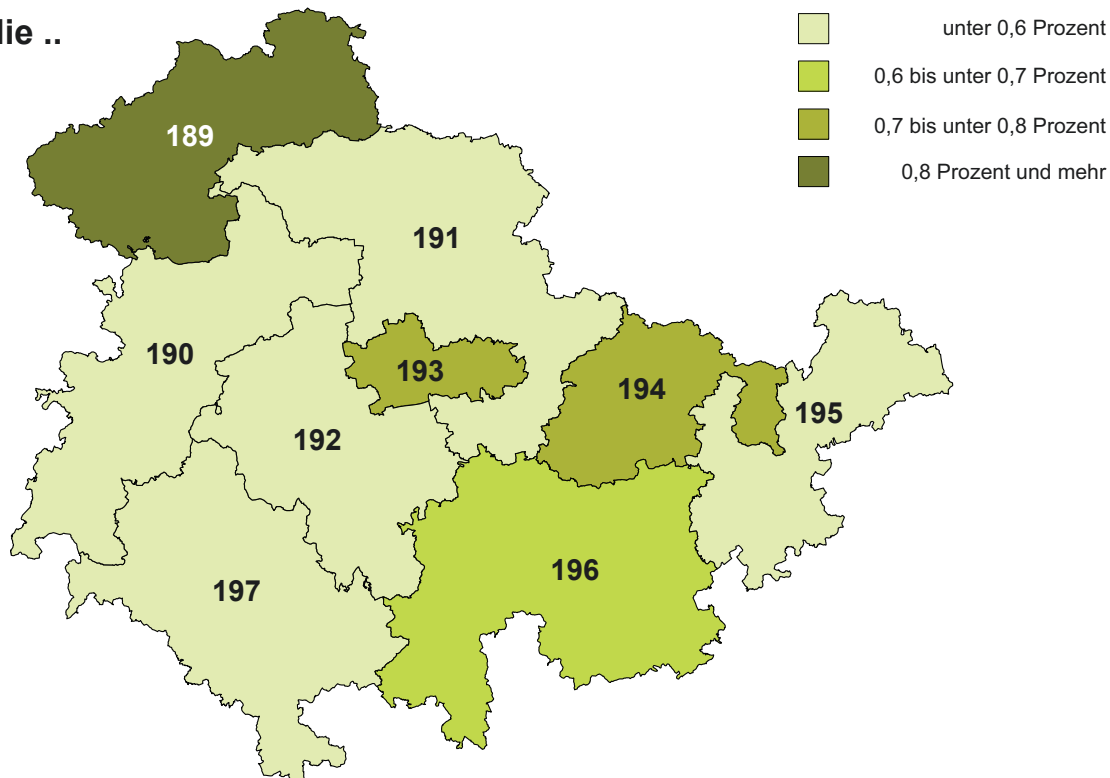 lie ..
unter 0,6 Prozent
0,6 bis unter 0,7 Prozent
0,7 bis unter 0,8 Prozent
0,8 Prozent und mehr
189
191
190
193
194
195
192
196
197